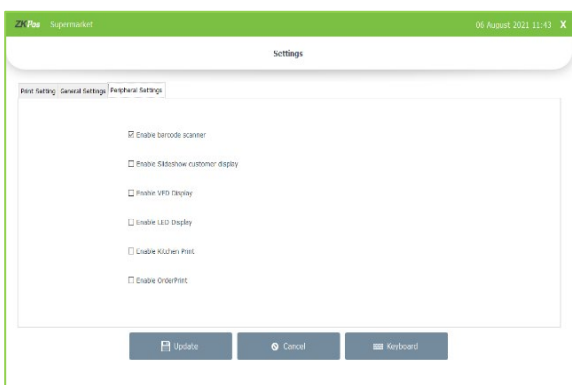 ZKPos Supermarket 06 August 2021 11:43 X
Settings
Print Setting General Settings Peripheral Settings
Enable barcode scanner
Enable Slideshow customer display
Enable VFD Display
Enable LED Display
Enable Kitchen Print
Enable OrderPrint
Update Cancel Keyboard